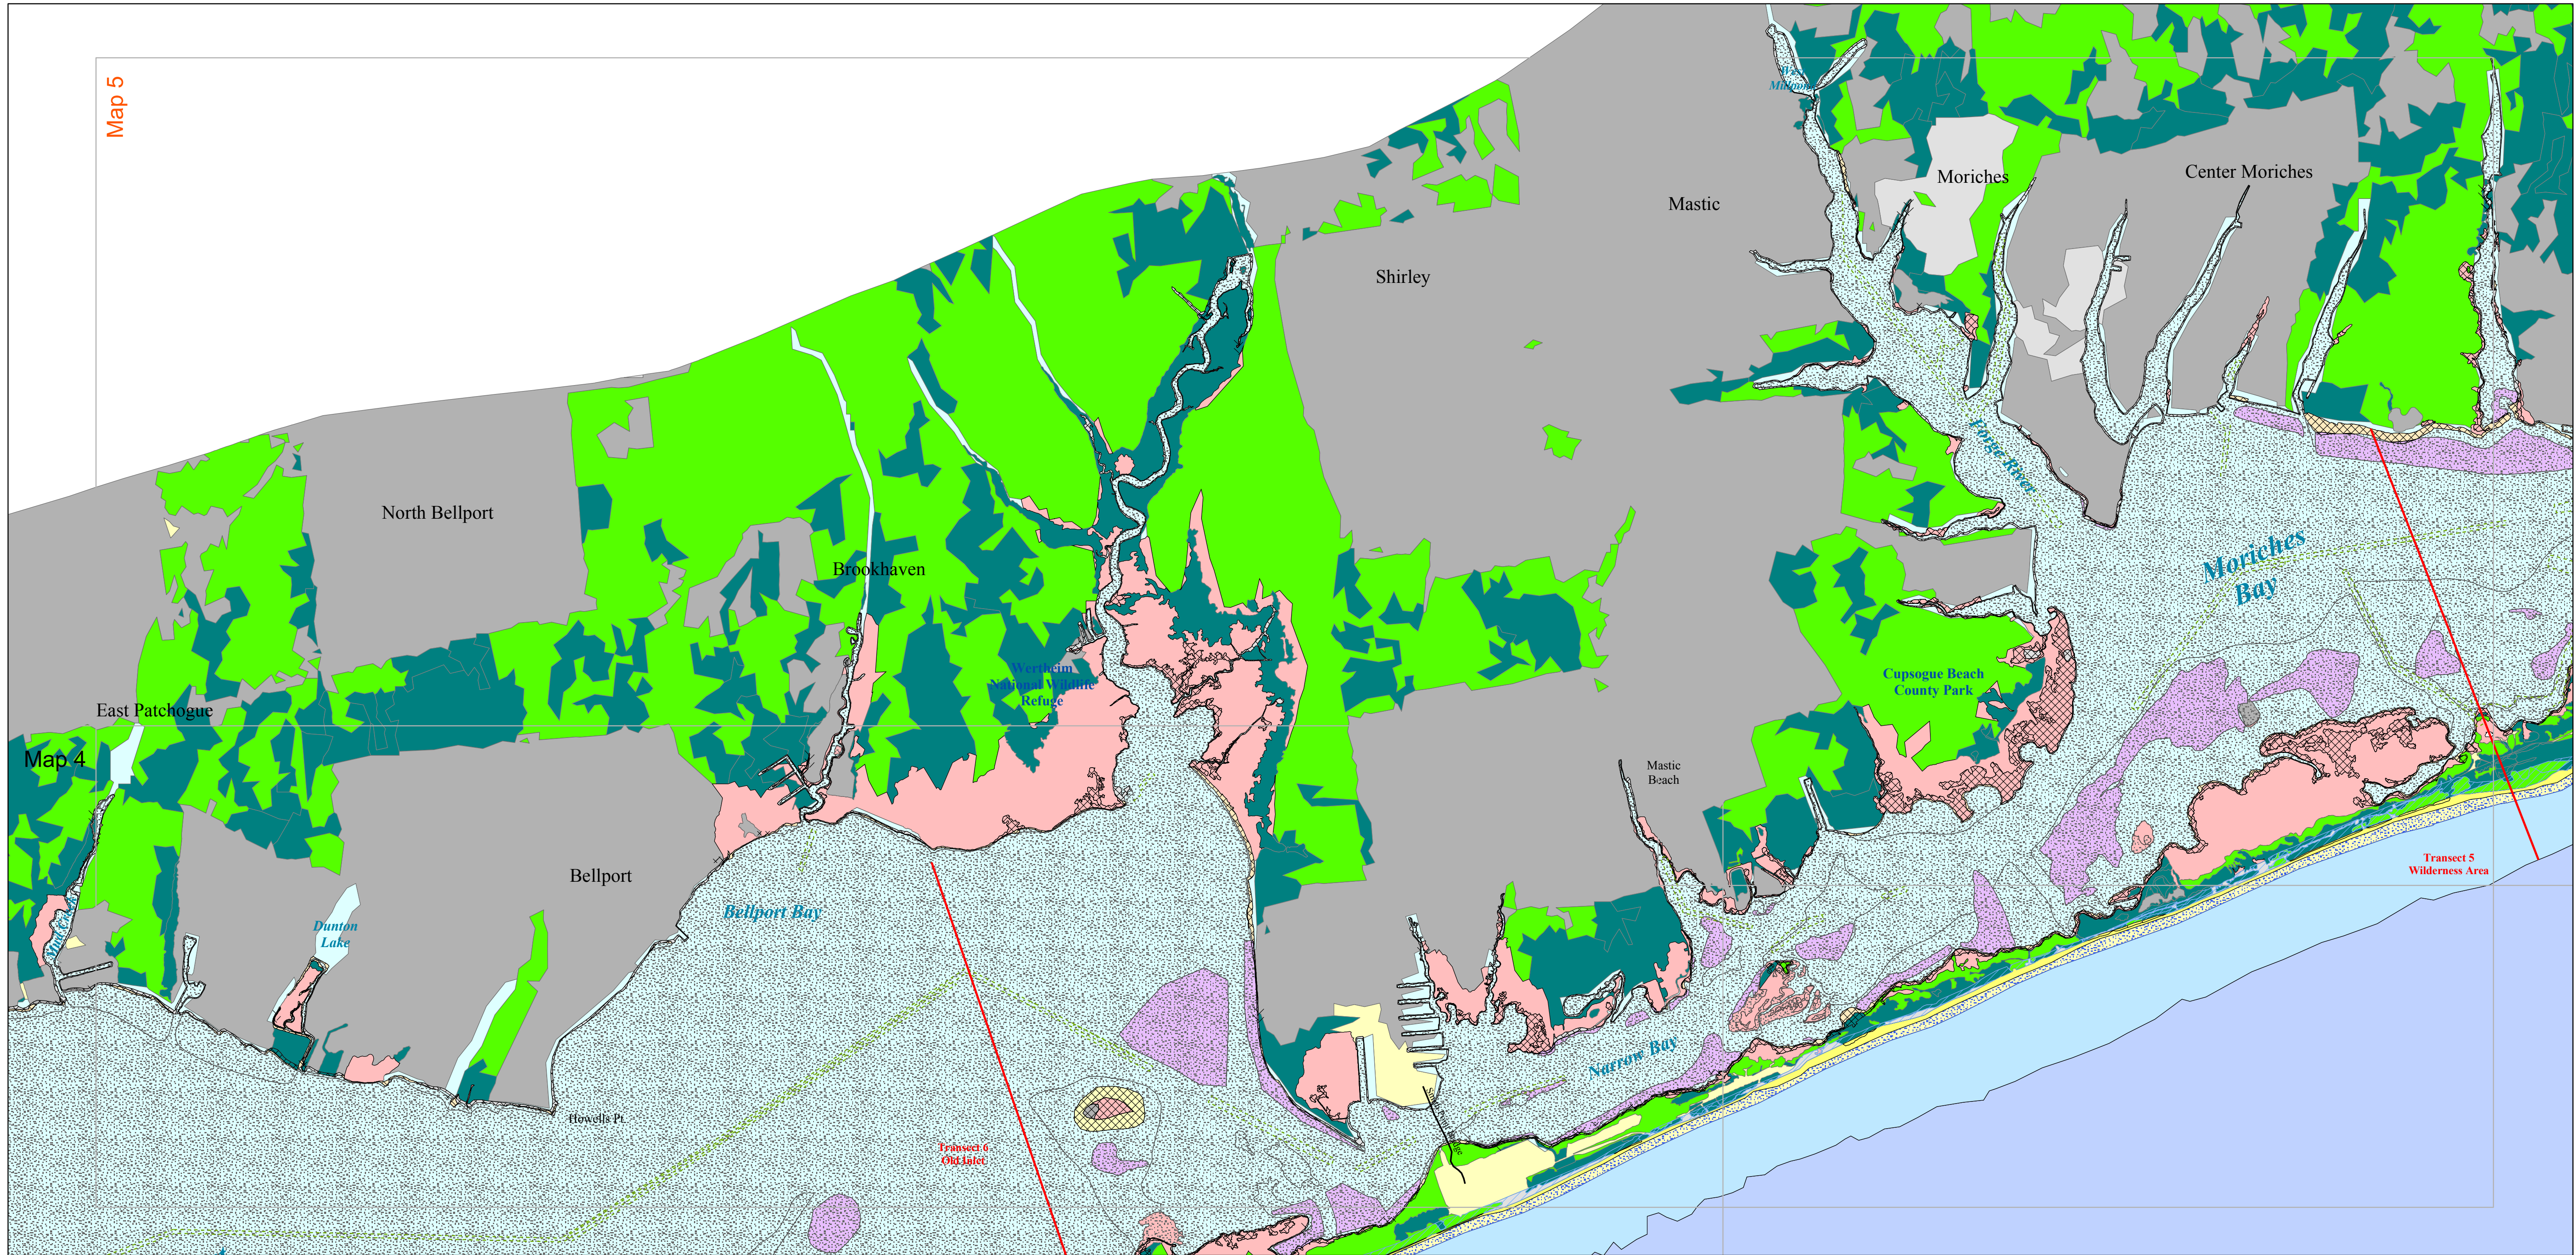 Map 5
Moriches
Center Moriches
Mastic
Shirley
Forge River
North Bellport
Brookhaven
Moriches
Bay
Wertheim
National Wildlife
Refuge
Cupsogue Beach
County Park
East Patchogue
Map 4
Mastic
Beach
Bellport
Transect 5
Wilderness Area
Bellport Bay
Dunton
Lake
Narrow Bay
Howells Pt.
Transect 6
Old Inlet